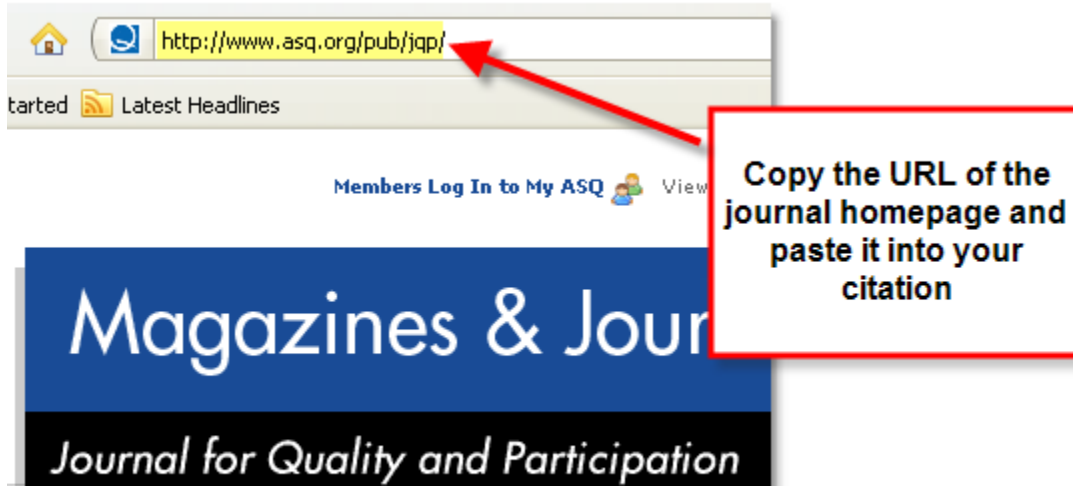 http://www.asq.org/pub/jqp/
tarted Latest Headlines
Members Log In to My ASQ View
Copy the URL of the
journal homepage and
paste it into your
citation
Magazines & Jour
Journal for Quality and Participation